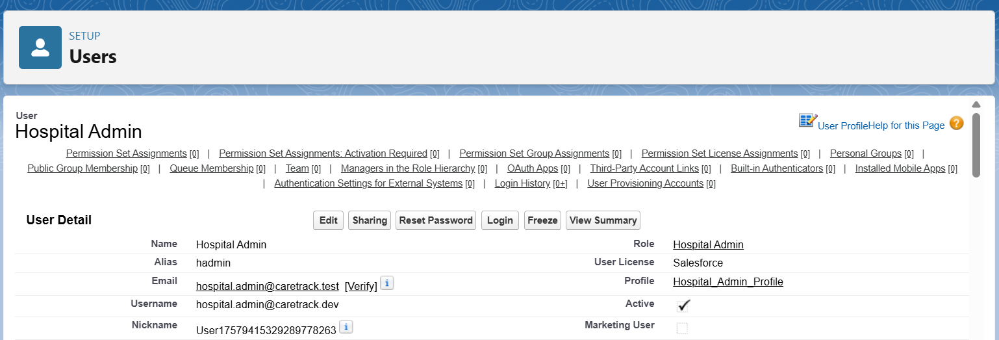 SETUP
Users
User
Hospital Admin
User Profile Help for this Page ?
Permission Set Assignments [0] | Permission Set Assignments: Activation Required [0] | Permission Set Group Assignments [0] | Permission Set License Assignments [0] | Personal Groups [0] |
Public Group Membership [0] | Queue Membership [0] | Team [0] | Managers in the Role Hierarchy [0] | OAuth Apps [0] | Third-Party Account Links [0] | Built-in Authenticators [0] | Installed Mobile Apps [0]
| Authentication Settings for External Systems [0] | Login History [0+] | User Provisioning Accounts [0]
User Detail Edit Sharing Reset Password Login Freeze View Summary
Name Hospital Admin Role Hospital Admin
Alias hadmin User License Salesforce
Email hospital.admin@caretrack.test [Verify] i Profile Hospital_Admin_Profile
Username hospital.admin@caretrack.dev Active
Nickname User17579415329289778263 i Marketing User